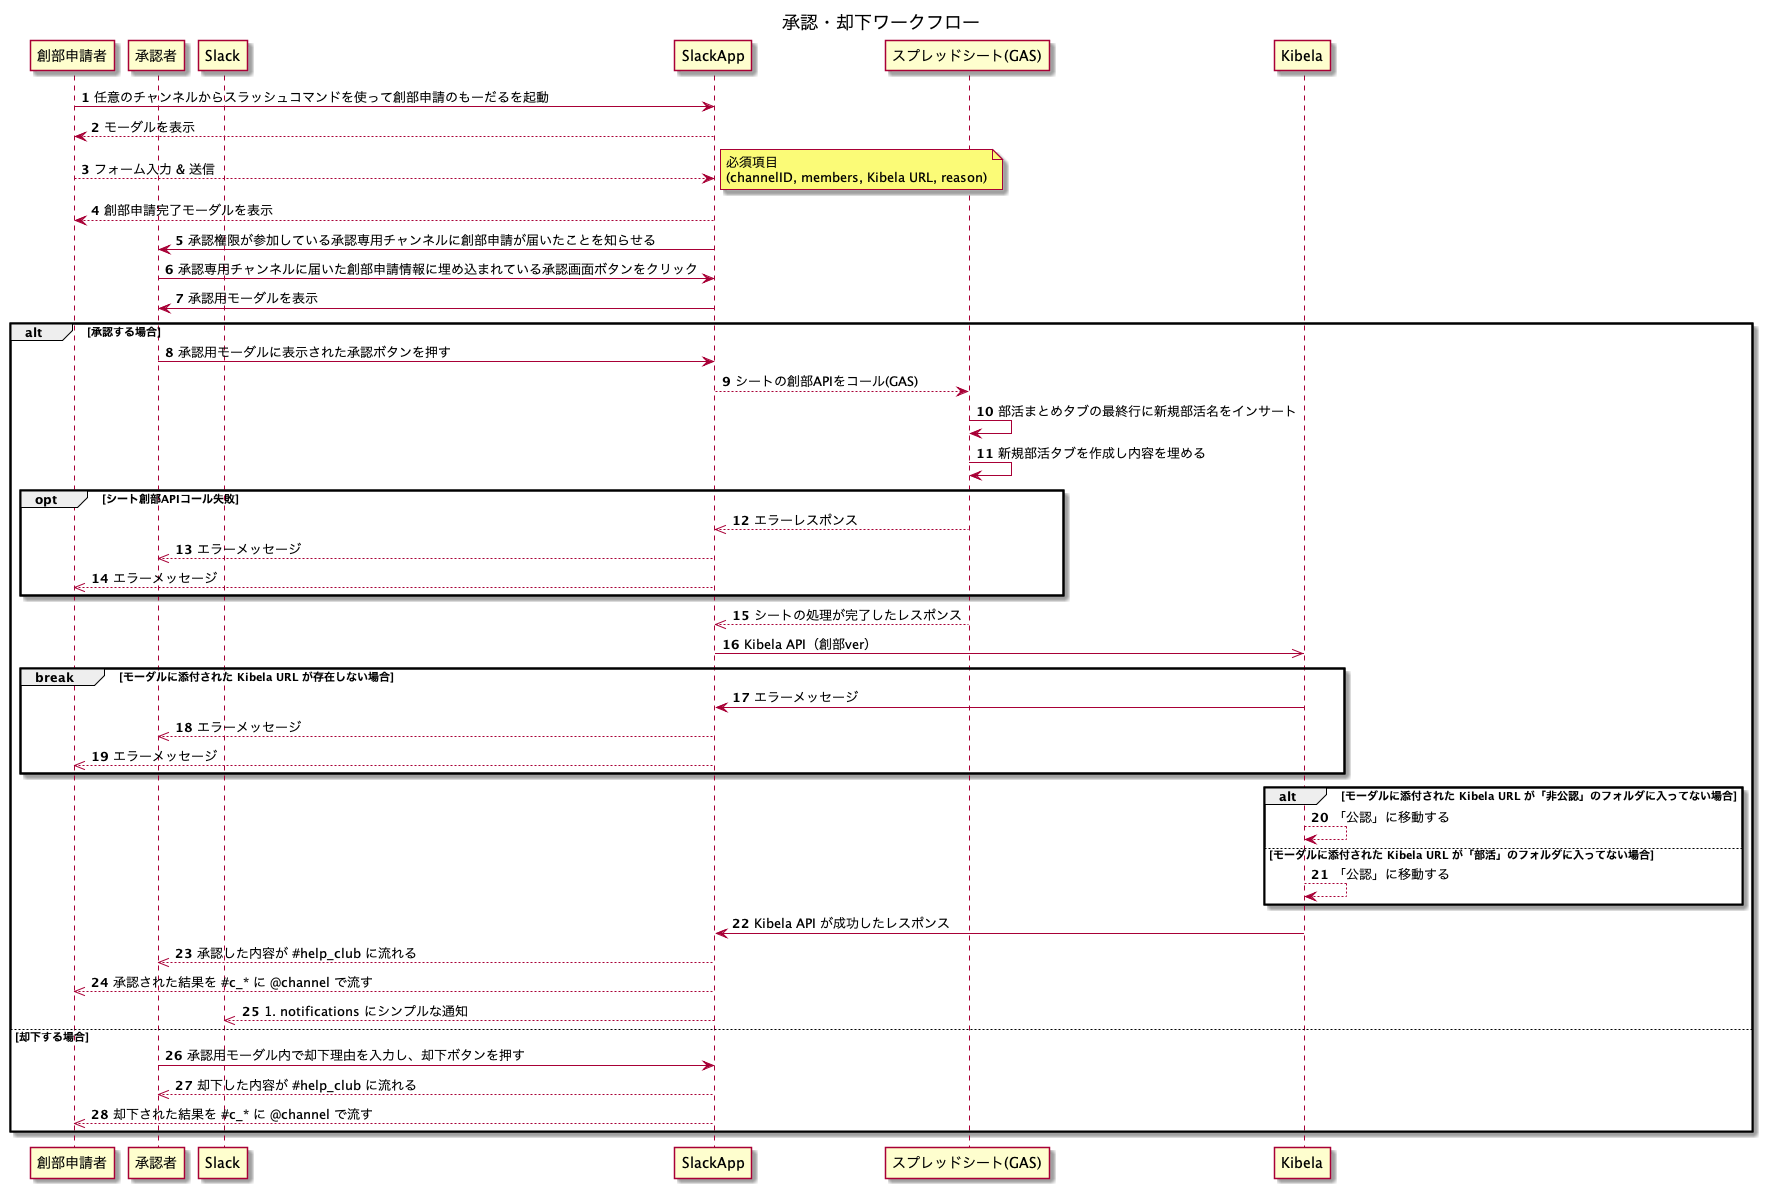 承認・却下ワークフロー
創部申請者
承認者
Slack
SlackApp
スプレッドシート(GAS)
Kibela
1 任意のチャンネルからスラッシュコマンドを使って創部申請のもーだるを起動
2 モーダルを表示
3 フォーム入力 & 送信
必須項目
(channelID, members, Kibela URL, reason)
4 創部申請完了モーダルを表示
5 承認権限が参加している承認専用チャンネルに創部申請が届いたことを知らせる
6 承認専用チャンネルに届いた創部申請情報に埋め込まれている承認画面ボタンをクリック
7 承認用モーダルを表示
alt [承認する場合]
8 承認用モーダルに表示された承認ボタンを押す
9 シートの創部APIをコール(GAS)
10 部活まとめタブの最終行に新規部活名をインサート
11 新規部活タブを作成し内容を埋める
opt [シート創部APIコール失敗]
12 エラーレスポンス
13 エラーメッセージ
14 エラーメッセージ
15 シートの処理が完了したレスポンス
16 Kibela API（創部ver）
break [モーダルに添付された Kibela URL が存在しない場合]
17 エラーメッセージ
18 エラーメッセージ
19 エラーメッセージ
alt [モーダルに添付された Kibela URL が「非公認」のフォルダに入ってない場合]
20 「公認」に移動する
[モーダルに添付された Kibela URL が「部活」のフォルダに入ってない場合]
21 「公認」に移動する
22 Kibela API が成功したレスポンス
23 承認した内容が #help_club に流れる
24 承認された結果を #c_* に @channel で流す
25 1. notifications にシンプルな通知
[却下する場合]
26 承認用モーダル内で却下理由を入力し、却下ボタンを押す
27 却下した内容が #help_club に流れる
28 却下された結果を #c_* に @channel で流す
創部申請者
承認者
Slack
SlackApp
スプレッドシート(GAS)
Kibela